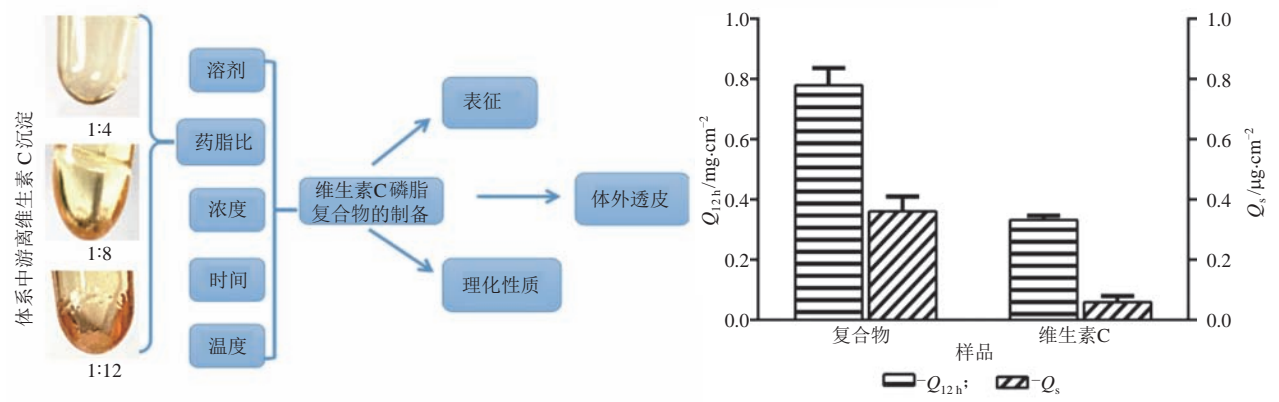 体系中游离维生素 C 沉淀
1∶4
1∶8
1∶12
溶剂
药脂比
浓度
时间
温度
维生素C磷脂
复合物的制备
表征
体外透皮
理化性质
Q12 h/mg·cm−2
1.0
0.8
0.6
0.4
0.2
0.0
复合物
维生素C
样品
1.0
0.8
0.6
0.4
0.2
0.0
Qs/μg·cm−2
-Q12 h；
-Qs